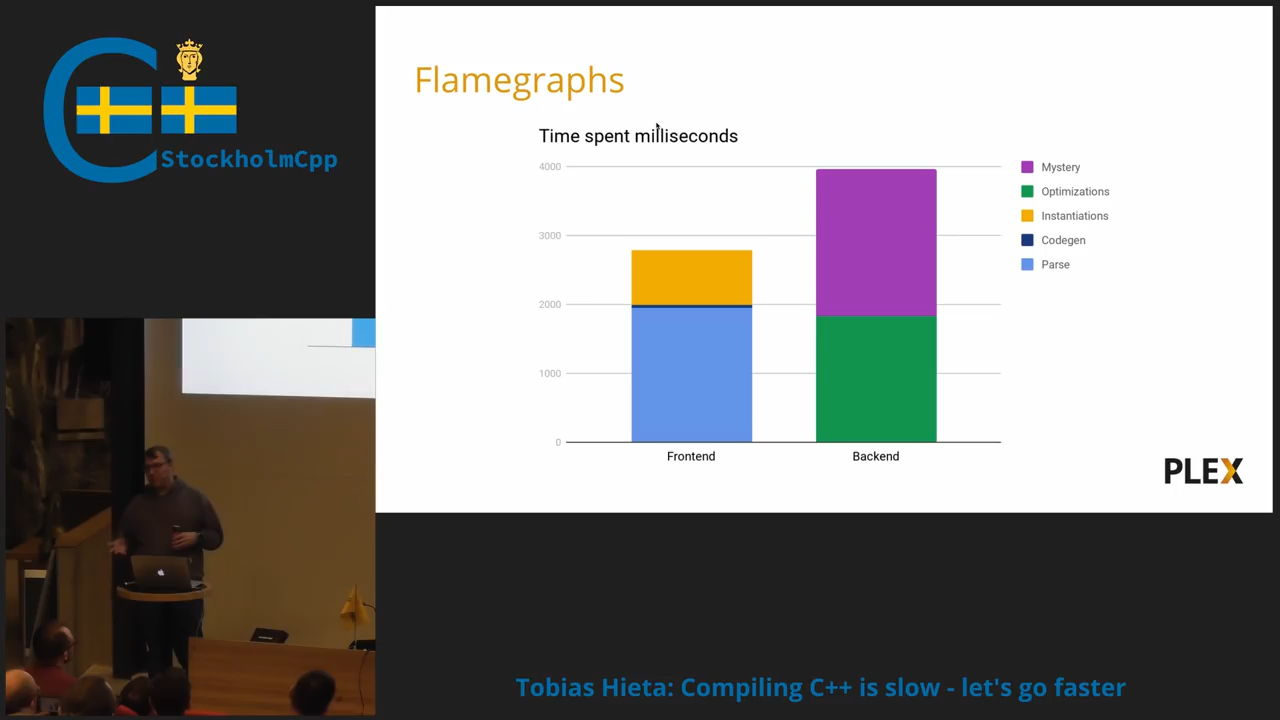 StockholmCpp
Flamegraphs
Time spent milliseconds
4000
3000
2000
1000
0
Frontend
Backend
Mystery
Optimizations
Instantiations
Codegen
Parse
PLEX
Tobias Hieta: Compiling C++ is slow - let's go faster